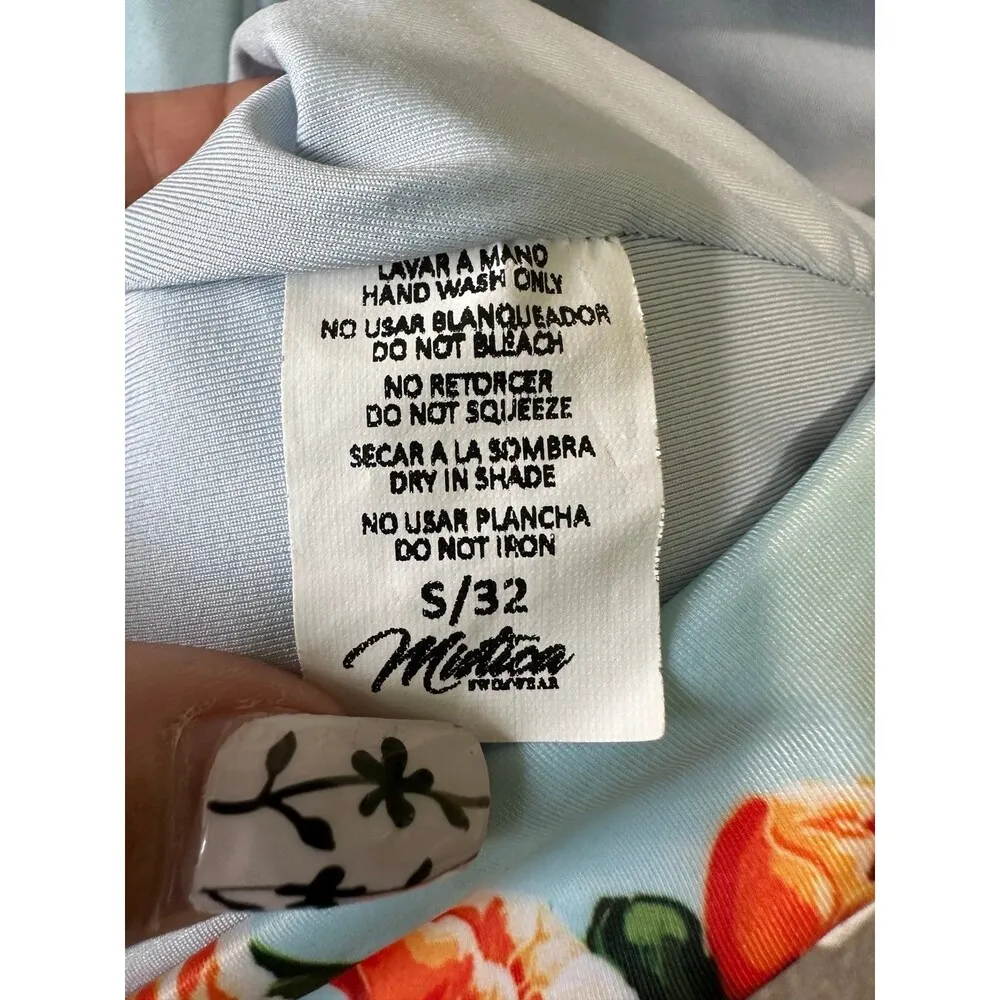 LAVAR A MANO
HAND WASH ONLY
NO USAR BLANQUEADOR
DO NOT BLEACH
NO RETORCER
DO NOT SQUEEZE
SECAR A LA SOMBRA
DRY IN SHADE
NO USAR PLANCHA
DO NOT IRON
S/32
Mistica
SWIMWEAR